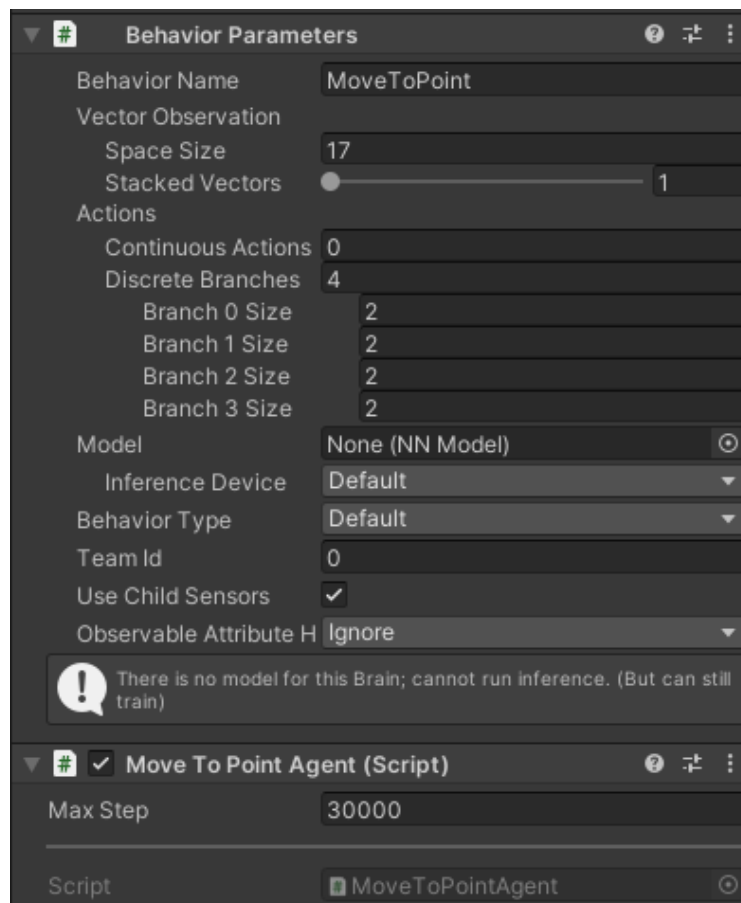 Behavior Parameters
Behavior Name MoveToPoint
Vector Observation
Space Size 17
Stacked Vectors 1
Actions
Continuous Actions 0
Discrete Branches 4
Branch 0 Size 2
Branch 1 Size 2
Branch 2 Size 2
Branch 3 Size 2
Model None (NN Model)
Inference Device Default
Behavior Type Default
Team Id 0
Use Child Sensors
Observable Attribute H Ignore
There is no model for this Brain; cannot run inference. (But can still
train)
Move To Point Agent (Script)
Max Step 30000
Script MoveToPointAgent